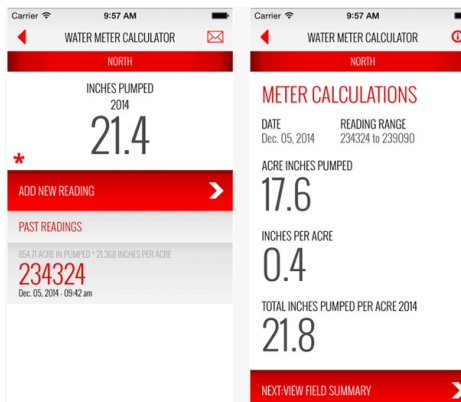 Carrier 9:57 AM
WATER METER CALCULATOR
NORTH
INCHES PUMPED
2014
21.4
*
ADD NEW READING
PAST READINGS
854.71 ACRE IN PUMPED * 21.368 INCHES PER ACRE
234324
Dec. 05, 2014 - 09:42 am
Carrier 9:57 AM
WATER METER CALCULATOR
NORTH
METER CALCULATIONS
DATE READING RANGE
Dec. 05, 2014 234324 to 239090
ACRE INCHES PUMPED
17.6
INCHES PER ACRE
0.4
TOTAL INCHES PUMPED PER ACRE 2014
21.8
NEXT:VIEW FIELD SUMMARY